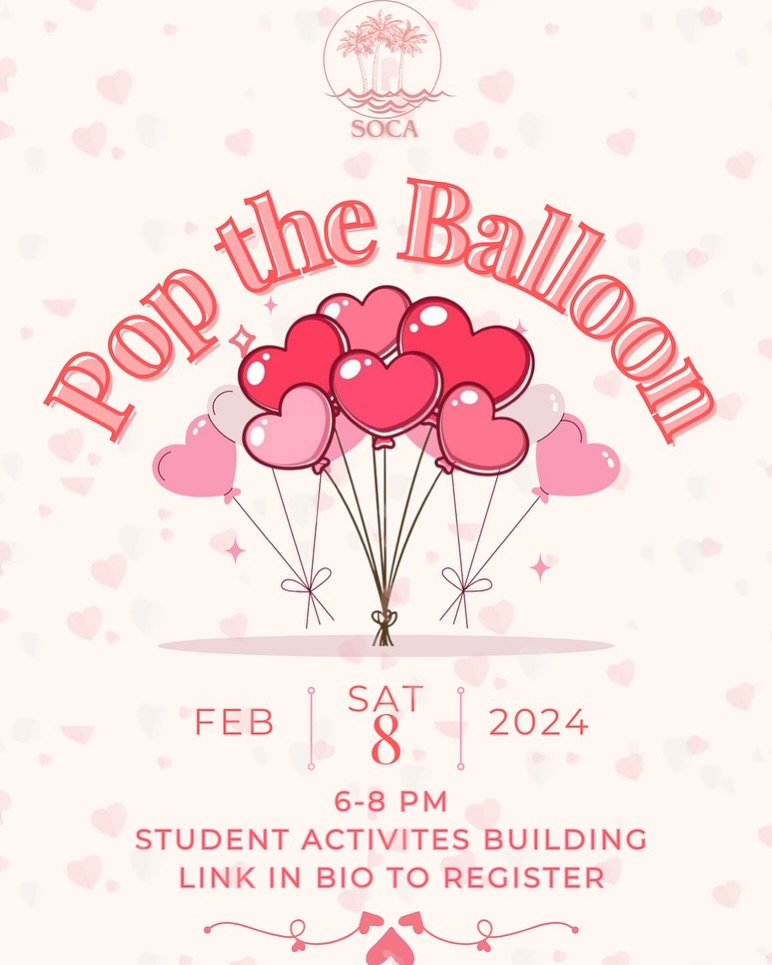 SOCA
Pop the Balloon
FEB
SAT
8
2024
6-8 PM
STUDENT ACTIVITES BUILDING
LINK IN BIO TO REGISTER